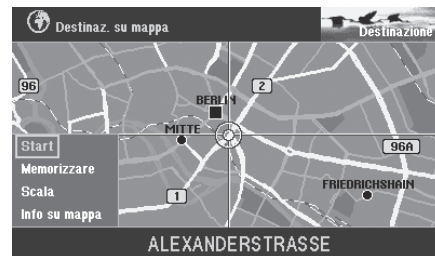 Destinaz. su mappa
Destinazione
96
2
BERLIN
MITTE
96A
Start
Memorizzare
Scala
FRIEDRICHSHAIN
1
Info su mappa
ALEXANDERSTRASSE